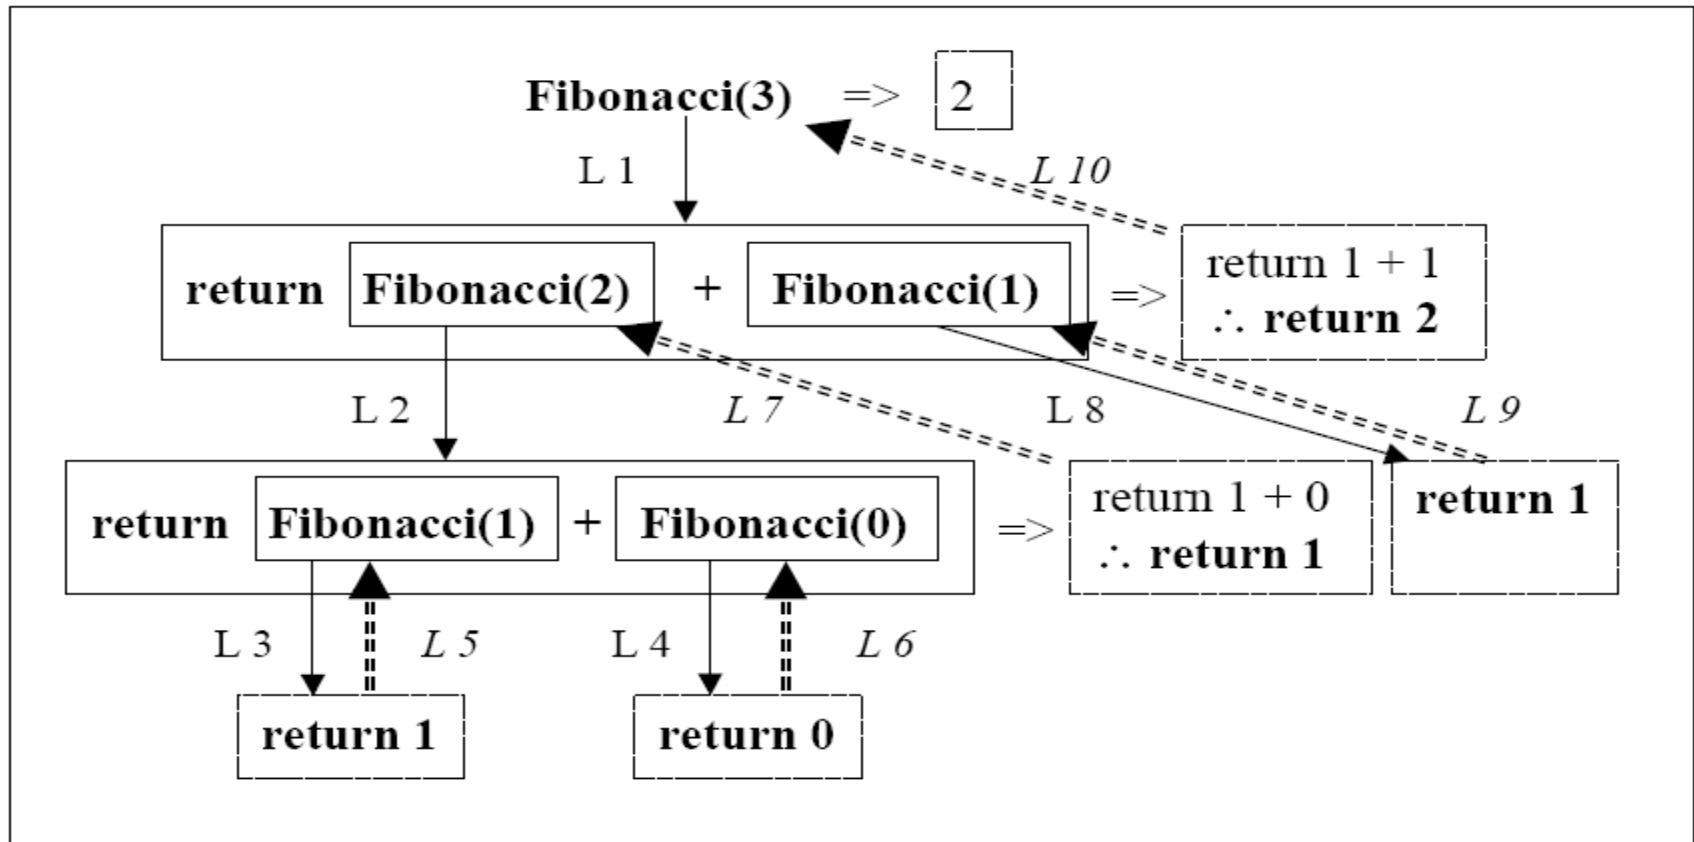 Fibonacci(3) => 2
L 1
L 10
return Fibonacci(2) + Fibonacci(1) =>
return 1 + 1
∴ return 2
L 2
L 7
L 8
L 9
return Fibonacci(1) + Fibonacci(0) =>
return 1 + 0
∴ return 1
return 1
L 3
L 5
L 4
L 6
return 1
return 0